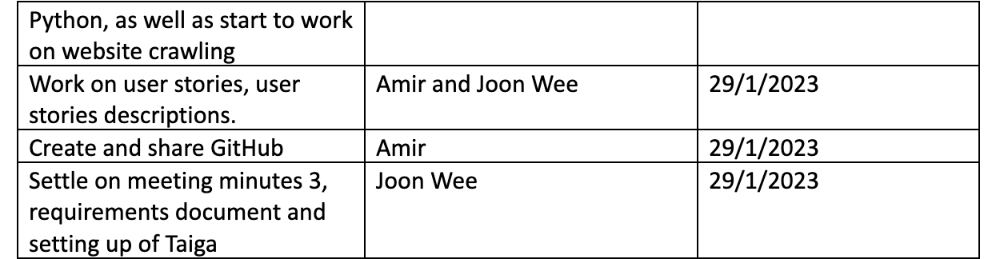 Python, as well as start to work
on website crawling
Work on user stories, user
stories descriptions.
Amir and Joon Wee
29/1/2023
Create and share GitHub
Amir
29/1/2023
Settle on meeting minutes 3,
requirements document and
setting up of Taiga
Joon Wee
29/1/2023